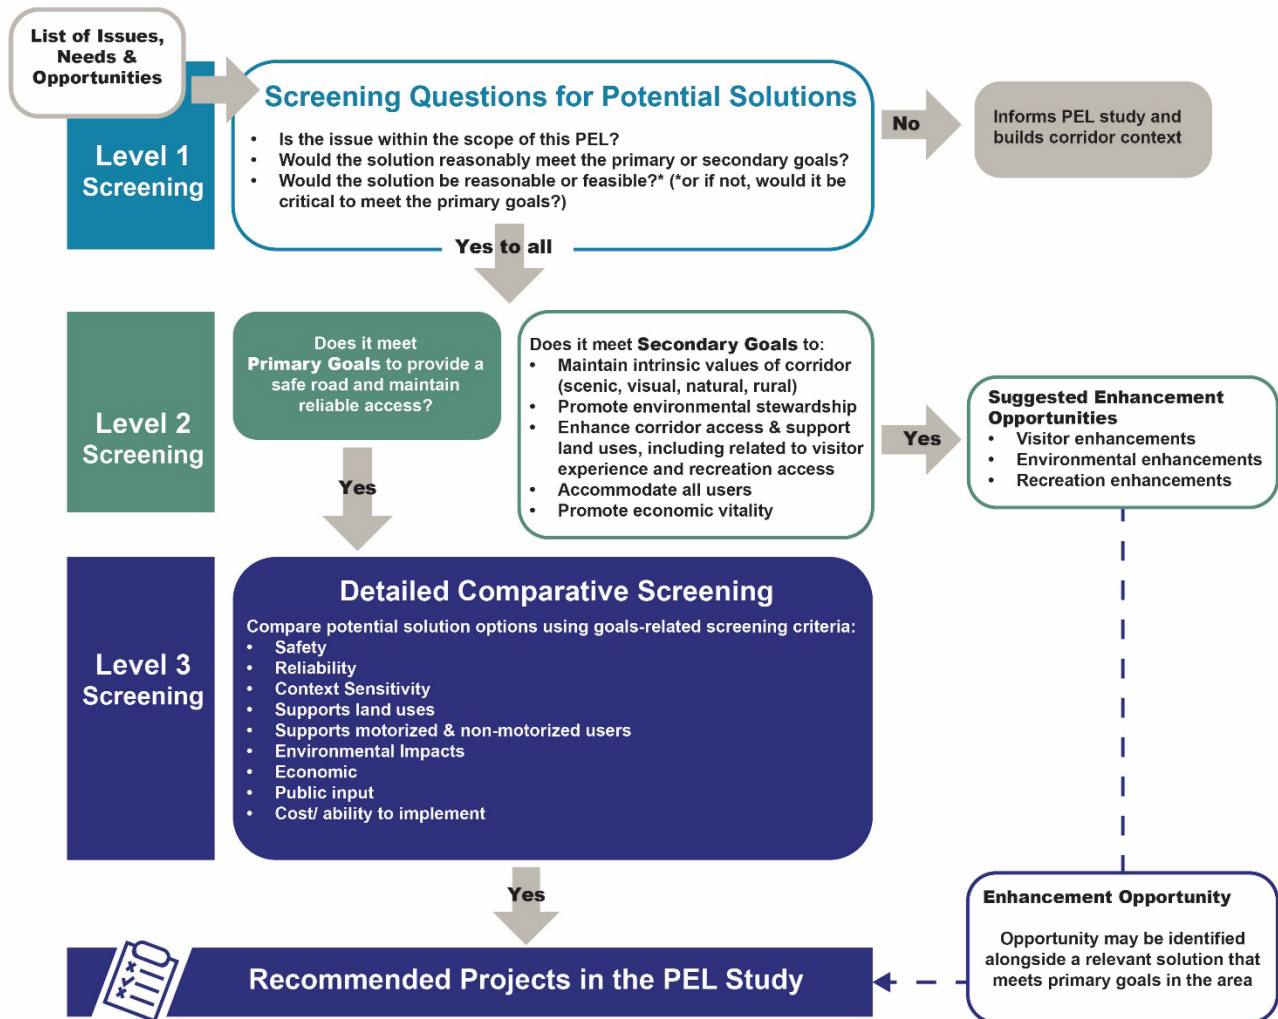 List of Issues,
Needs &
Opportunities
Level 1
Screening
Screening Questions for Potential Solutions
• Is the issue within the scope of this PEL?
• Would the solution reasonably meet the primary or secondary goals?
• Would the solution be reasonable or feasible?* (*or if not, would it be
critical to meet the primary goals?)
No
Informs PEL study and
builds corridor context
Yes to all
Level 2
Screening
Does it meet
Primary Goals to provide a
safe road and maintain
reliable access?
Does it meet Secondary Goals to:
• Maintain intrinsic values of corridor
(scenic, visual, natural, rural)
• Promote environmental stewardship
• Enhance corridor access & support
land uses, including related to visitor
experience and recreation access
• Accommodate all users
• Promote economic vitality
Yes
Suggested Enhancement
Opportunities
• Visitor enhancements
• Environmental enhancements
• Recreation enhancements
Yes
Level 3
Screening
Detailed Comparative Screening
Compare potential solution options using goals-related screening criteria:
• Safety
• Reliability
• Context Sensitivity
• Supports land uses
• Supports motorized & non-motorized users
• Environmental Impacts
• Economic
• Public input
• Cost/ ability to implement
Yes
Enhancement Opportunity
Opportunity may be identified
alongside a relevant solution that
meets primary goals in the area
Recommended Projects in the PEL Study